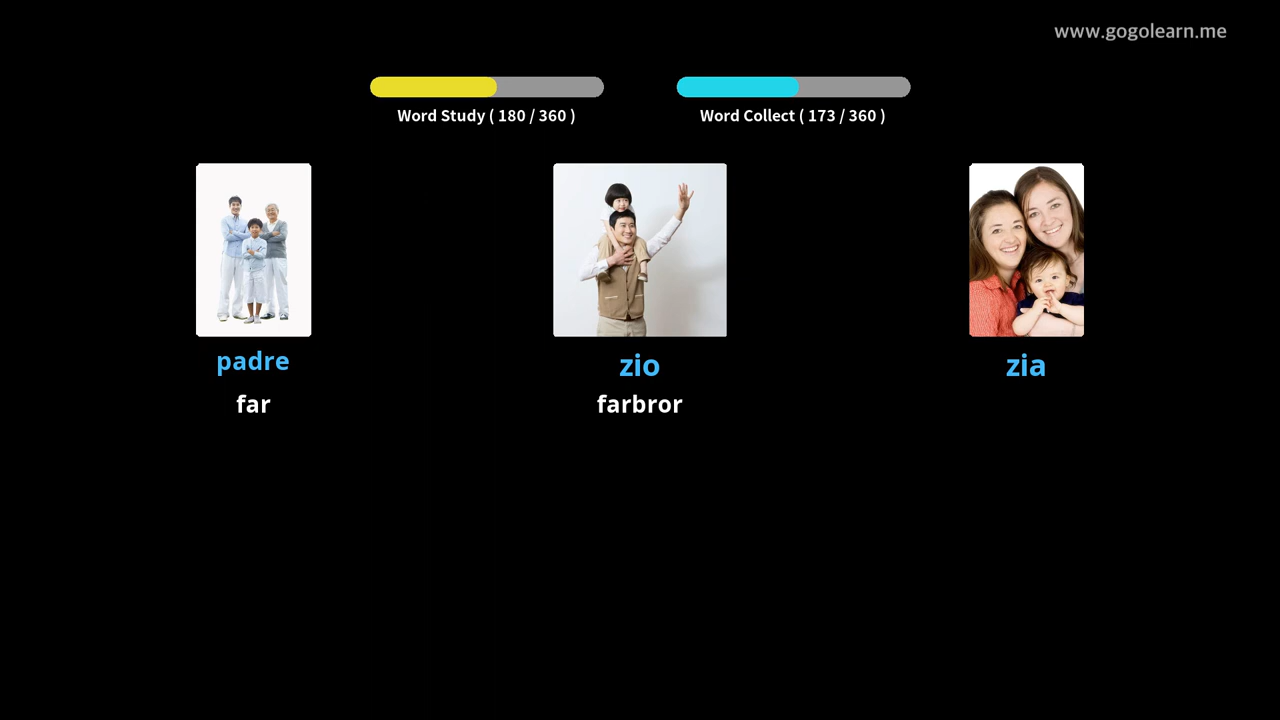 www.gogolearn.me
Word Study ( 180 / 360 )
Word Collect ( 173 / 360 )
padre
zio
zia
far
farbror